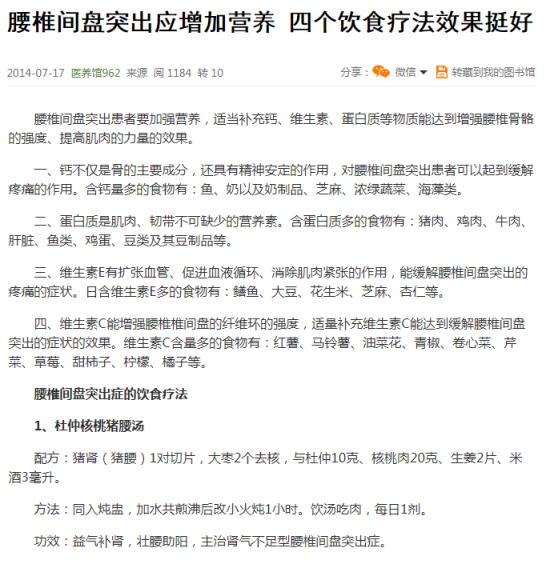 腰椎间盘突出应增加营养 四个饮食疗法效果挺好
2014-07-17 医养馆962 来源 阅 1184 转 10
分享： 微信 转藏到我的图书馆
腰椎间盘突出患者要加强营养，适当补充钙、维生素、蛋白质等物质能达到增强腰椎骨骼
的强度、提高肌肉的力量的效果。
一、钙不仅是骨的主要成分，还具有精神安定的作用，对腰椎间盘突出患者可以起到缓解
疼痛的作用。含钙量多的食物有：鱼、奶以及奶制品、芝麻、浓绿蔬菜、海藻类。
二、蛋白质是肌肉、韧带不可缺少的营养素。含蛋白质多的食物有：猪肉、鸡肉、牛肉、
肝脏、鱼类、鸡蛋、豆类及其豆制品等。
三、维生素E有扩张血管、促进血液循环、消除肌肉紧张的作用，能缓解腰椎间盘突出的
疼痛的症状。日含维生素E多的食物有：鳝鱼、大豆、花生米、芝麻、杏仁等。
四、维生素C能增强腰椎椎间盘的纤维环的强度，适量补充维生素C能达到缓解腰椎间盘
突出的症状的效果。维生素C含量多的食物有：红薯、马铃薯、油菜花、青椒、卷心菜、芹
菜、草莓、甜柿子、柠檬、橘子等。
腰椎间盘突出症的饮食疗法
1、杜仲核桃猪腰汤
配方：猪肾（猪腰）1对切片，大枣2个去核，与杜仲10克、核桃肉20克、生姜2片、米
酒3毫升。
方法：同入炖盅，加水共煎沸后改小火炖1小时。饮汤吃肉，每日1剂。
功效：益气补肾，壮腰助阳，主治肾气不足型腰椎间盘突出症。